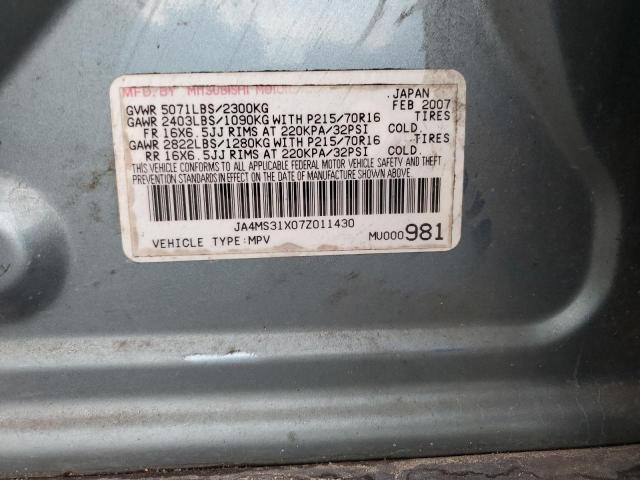 MFD. BY MITSUBISHI MOTOR JAPAN
GVWR 5071LBS/2300KG FEB 2007
GAWR 2403LBS/1090KG WITH P215/70R16 TIRES
FR 16X6.5JJ RIMS AT 220KPA/32PSI COLD.
GAWR 2822LBS/1280KG WITH P215/70R16 TIRES
RR 16X6.5JJ RIMS AT 220KPA/32PSI COLD.
THIS VEHICLE CONFORMS TO ALL APPLICABLE FEDERAL MOTOR VEHICLE SAFETY AND THEFT
PREVENTION STANDARDS IN EFFECT ON THE DATE OF MANUFACTURE SHOWN ABOVE.
JA4MS31X07Z011430
VEHICLE TYPE:MPV MU000981